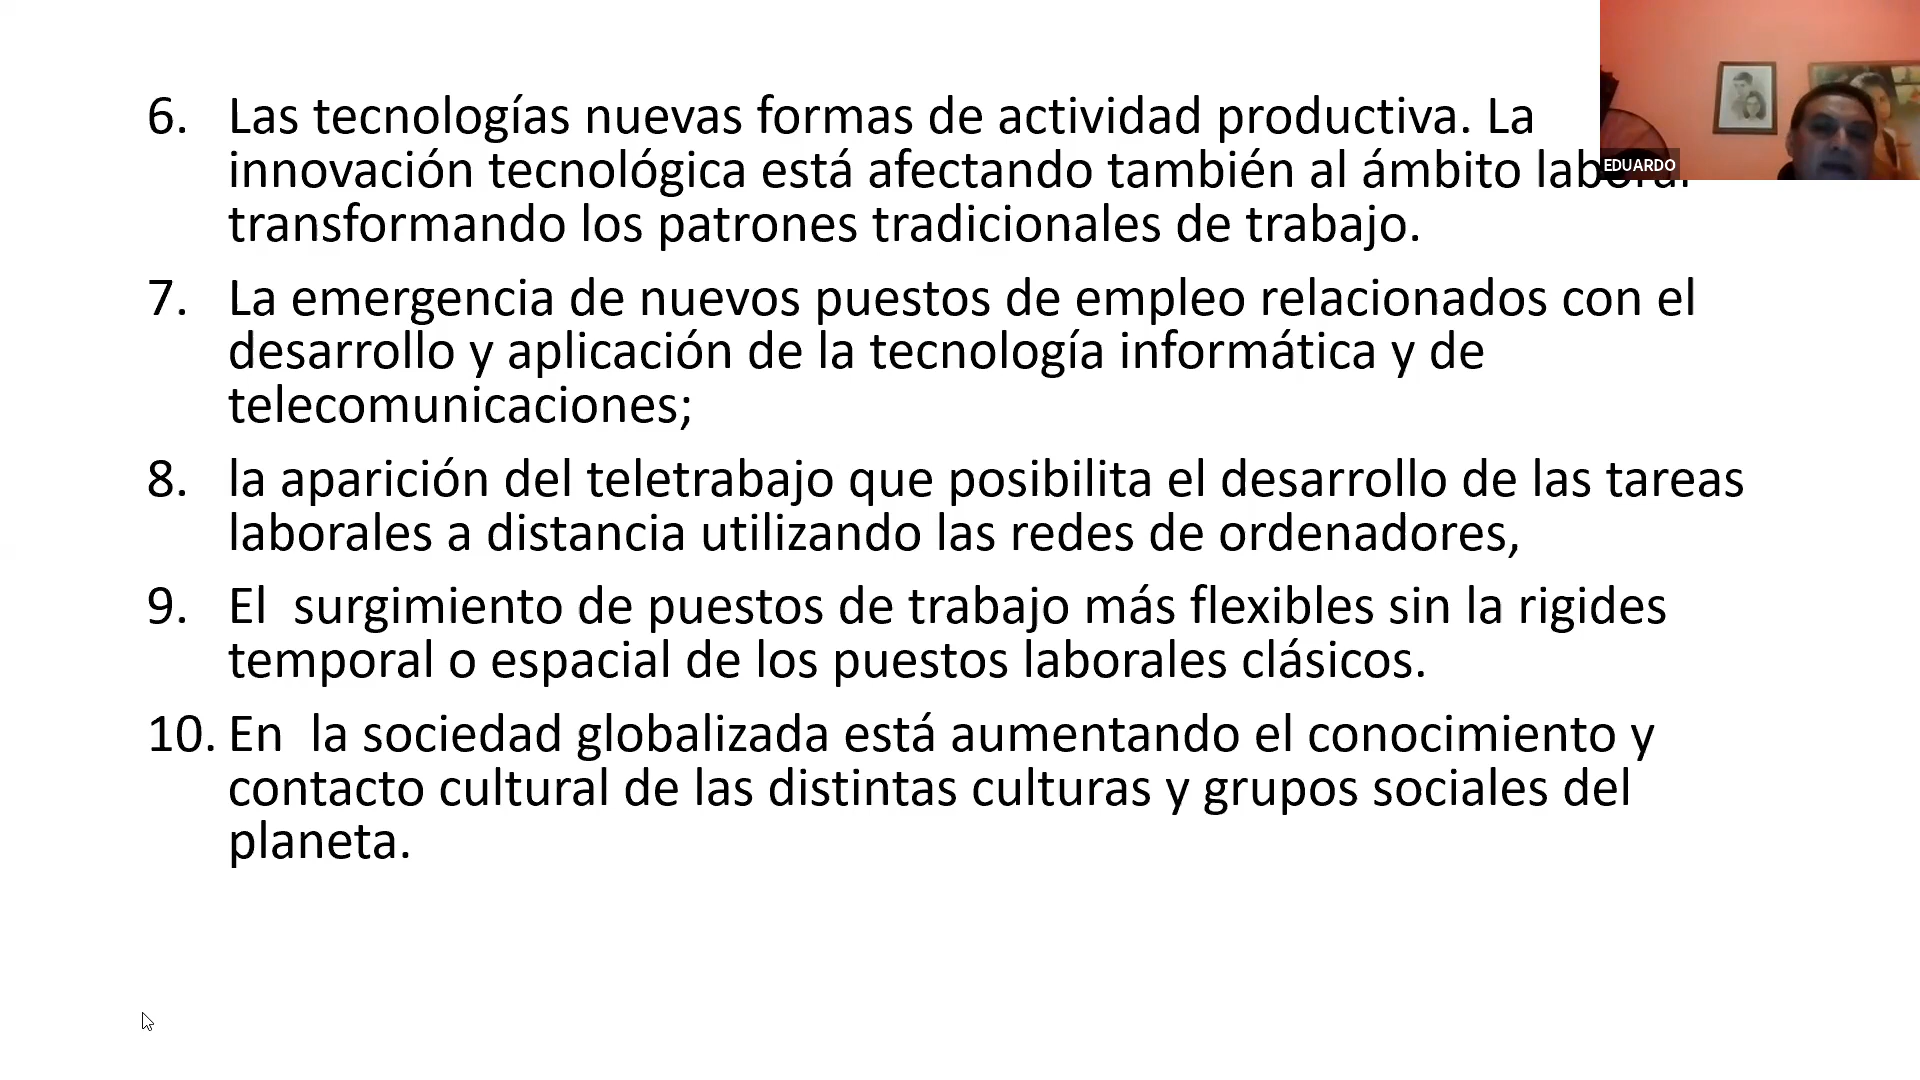 6. Las tecnologías nuevas formas de actividad productiva. La
innovación tecnológica está afectando también al ámbito laboral
transformando los patrones tradicionales de trabajo.
7. La emergencia de nuevos puestos de empleo relacionados con el
desarrollo y aplicación de la tecnología informática y de
telecomunicaciones;
8. la aparición del teletrabajo que posibilita el desarrollo de las tareas
laborales a distancia utilizando las redes de ordenadores,
9. El  surgimiento de puestos de trabajo más flexibles sin la rigides
temporal o espacial de los puestos laborales clásicos.
10. En  la sociedad globalizada está aumentando el conocimiento y
contacto cultural de las distintas culturas y grupos sociales del
planeta.
EDUARDO